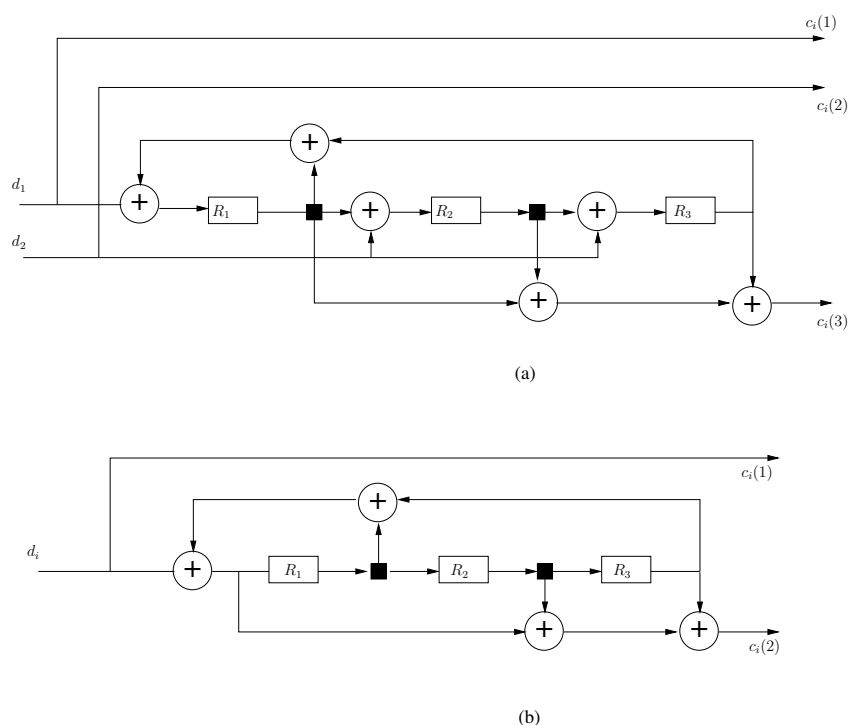 c_i(1)
c_i(2)
+
d_1
+
R_1
+
R_2
+
R_3
d_2
+
+
c_i(3)
(a)
c_i(1)
+
d_i
+
R_1
R_2
R_3
+
+
c_i(2)
(b)